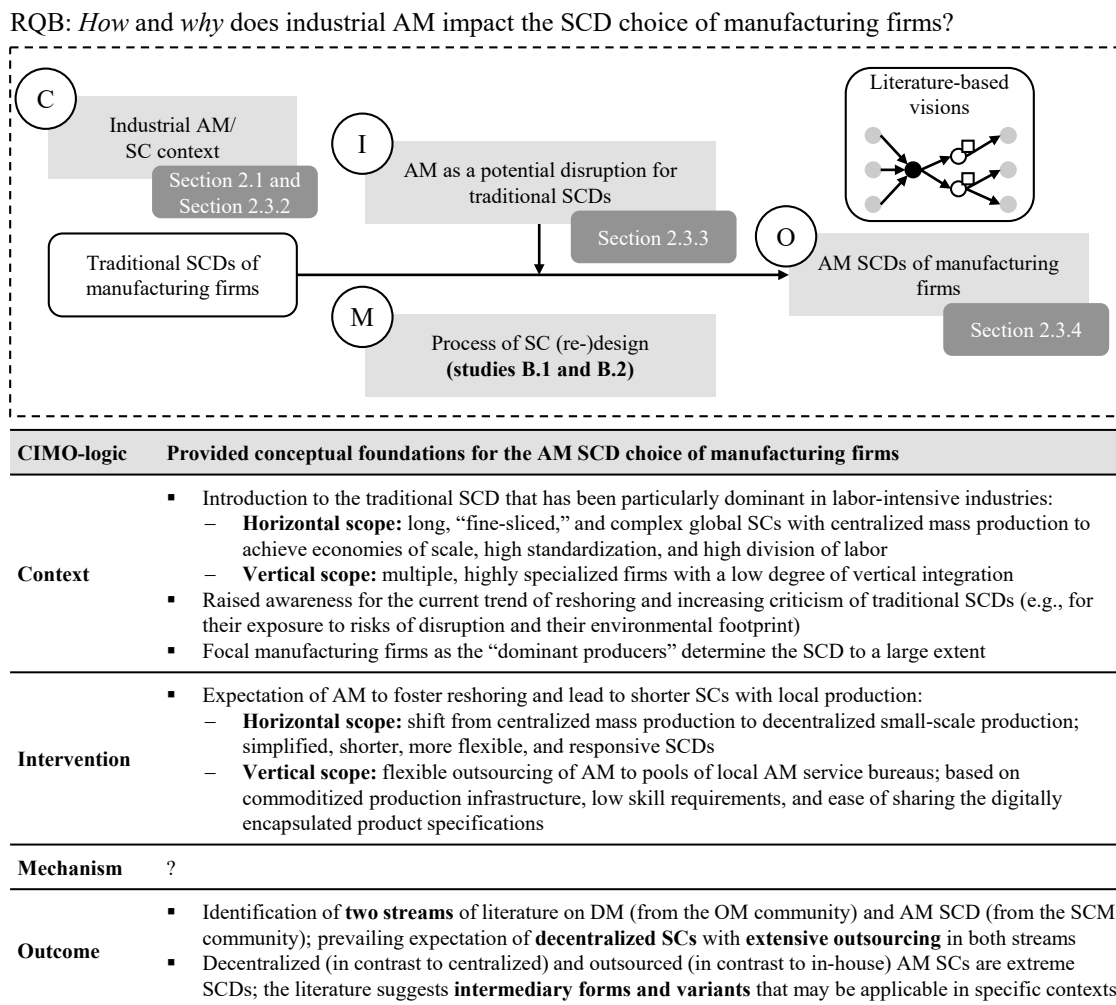 RQB: How and why does industrial AM impact the SCD choice of manufacturing firms?
C
Industrial AM/
SC context
Section 2.1 and
Section 2.3.2
I
AM as a potential disruption for
traditional SCDs
Section 2.3.3
Literature-based
visions
Traditional SCDs of
manufacturing firms
O
AM SCDs of manufacturing
firms
Section 2.3.4
M
Process of SC (re-)design
(studies B.1 and B.2)
CIMO-logic Provided conceptual foundations for the AM SCD choice of manufacturing firms
Context
▪ Introduction to the traditional SCD that has been particularly dominant in labor-intensive industries:
– Horizontal scope: long, “fine-sliced,” and complex global SCs with centralized mass production to
achieve economies of scale, high standardization, and high division of labor
– Vertical scope: multiple, highly specialized firms with a low degree of vertical integration
▪ Raised awareness for the current trend of reshoring and increasing criticism of traditional SCDs (e.g., for
their exposure to risks of disruption and their environmental footprint)
▪ Focal manufacturing firms as the “dominant producers” determine the SCD to a large extent
Intervention
▪ Expectation of AM to foster reshoring and lead to shorter SCs with local production:
– Horizontal scope: shift from centralized mass production to decentralized small-scale production;
simplified, shorter, more flexible, and responsive SCDs
– Vertical scope: flexible outsourcing of AM to pools of local AM service bureaus; based on
commoditized production infrastructure, low skill requirements, and ease of sharing the digitally
encapsulated product specifications
Mechanism ?
Outcome
▪ Identification of two streams of literature on DM (from the OM community) and AM SCD (from the SCM
community); prevailing expectation of decentralized SCs with extensive outsourcing in both streams
▪ Decentralized (in contrast to centralized) and outsourced (in contrast to in-house) AM SCs are extreme
SCDs; the literature suggests intermediary forms and variants that may be applicable in specific contexts